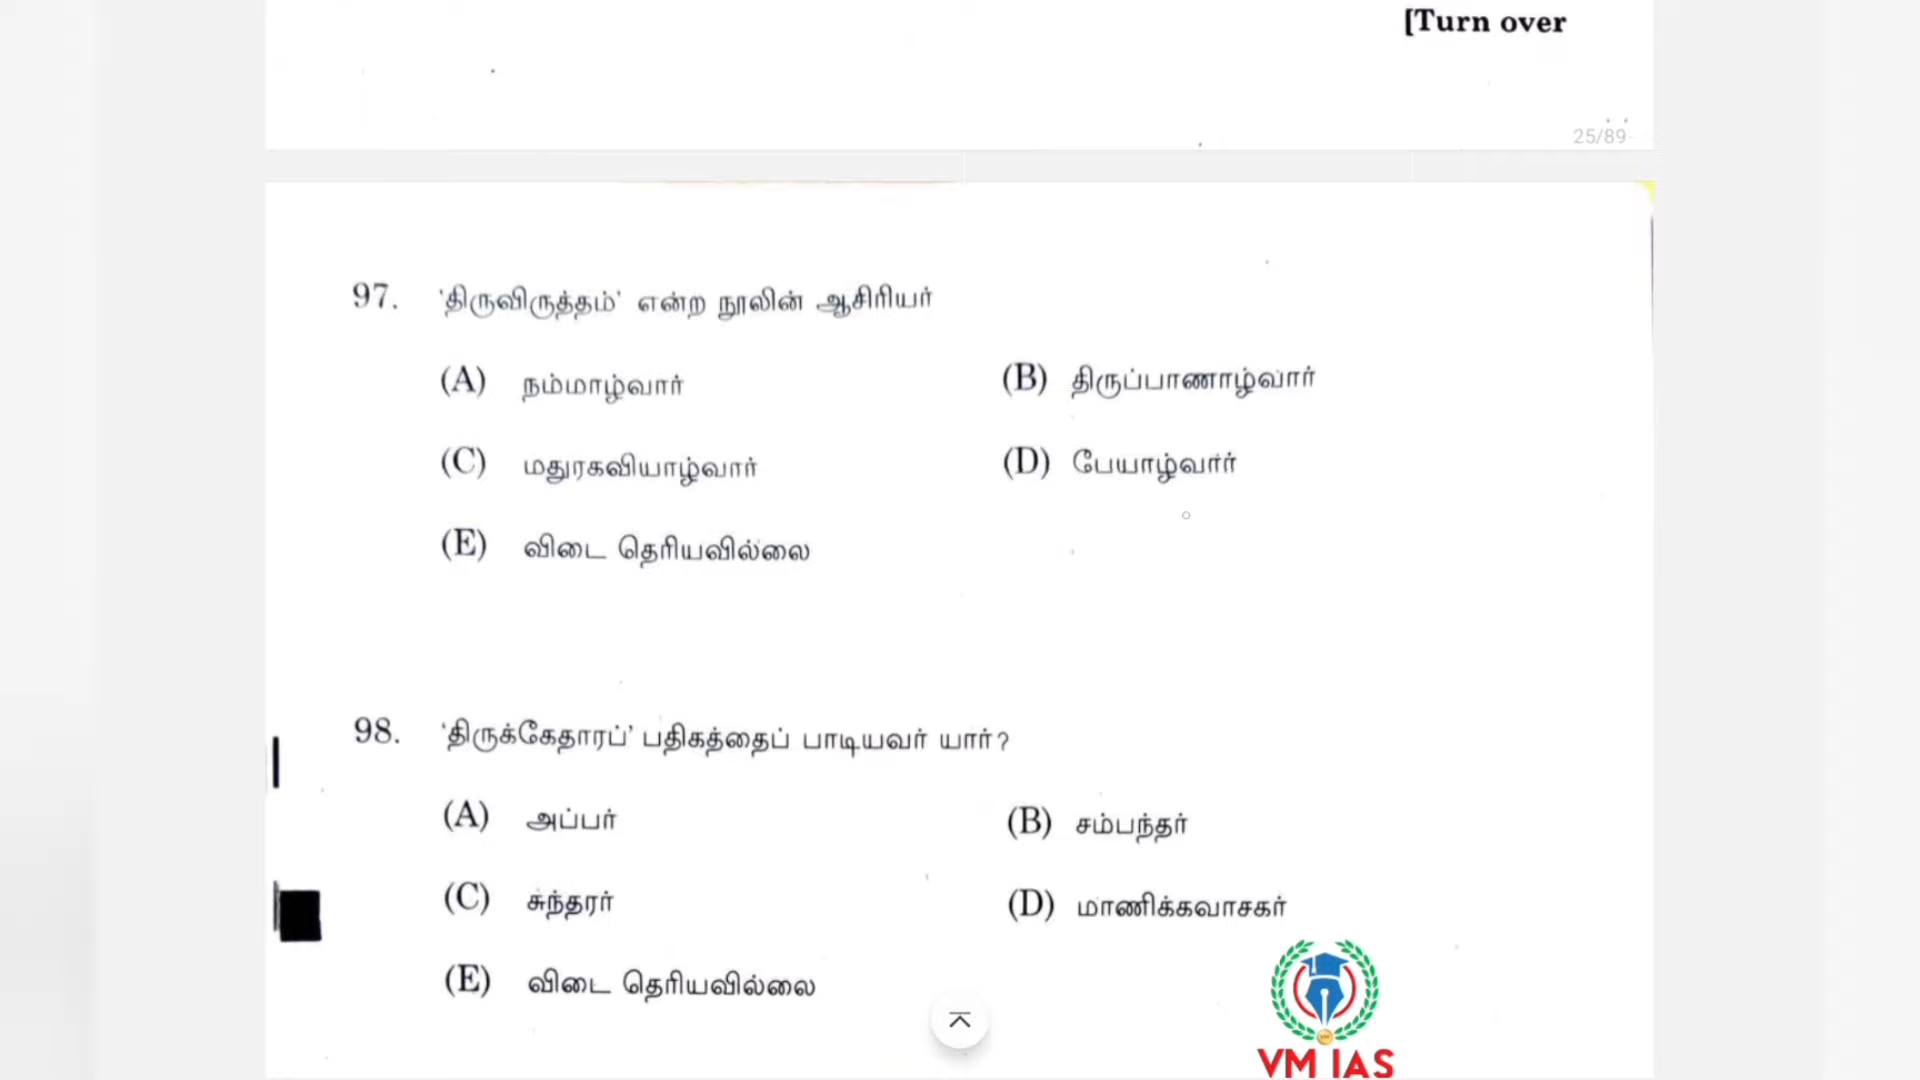 [Turn over
25/89
97. 'திருவிருத்தம்' என்ற நூலின் ஆசிரியர்
(A) நம்மாழ்வார் (B) திருப்பாணாழ்வார்
(C) மதுரகவியாழ்வார் (D) பேயாழ்வார்
(E) விடை தெரியவில்லை
98. 'திருக்கேதாரப்' பதிகத்தைப் பாடியவர் யார்?
(A) அப்பர் (B) சம்பந்தர்
(C) சுந்தரர் (D) மாணிக்கவாசகர்
(E) விடை தெரியவில்லை
VM IAS